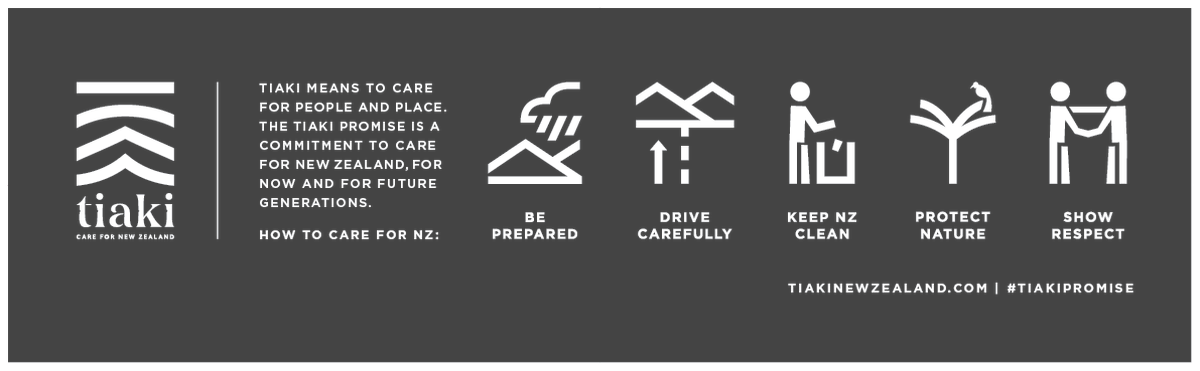 tiaki
CARE FOR NEW ZEALAND
TIAKI MEANS TO CARE
FOR PEOPLE AND PLACE.
THE TIAKI PROMISE IS A
COMMITMENT TO CARE
FOR NEW ZEALAND, FOR
NOW AND FOR FUTURE
GENERATIONS.
HOW TO CARE FOR NZ:
BE
PREPARED
DRIVE
CAREFULLY
KEEP NZ
CLEAN
PROTECT
NATURE
SHOW
RESPECT
TIAKINEWZEALAND.COM | #TIAKIPROMISE